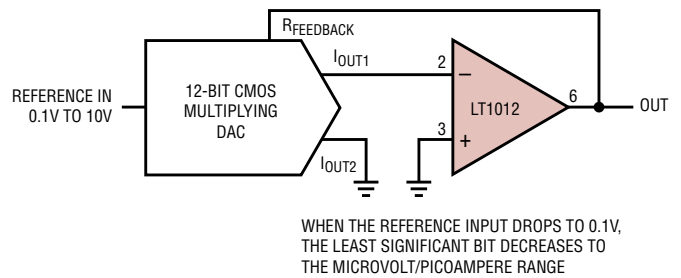 RFEEDBACK
IOUT1
REFERENCE IN
0.1V TO 10V
12-BIT CMOS
MULTIPLYING
DAC
2
–
LT1012
6
OUT
3
+
IOUT2
WHEN THE REFERENCE INPUT DROPS TO 0.1V,
THE LEAST SIGNIFICANT BIT DECREASES TO
THE MICROVOLT/PICOAMPERE RANGE